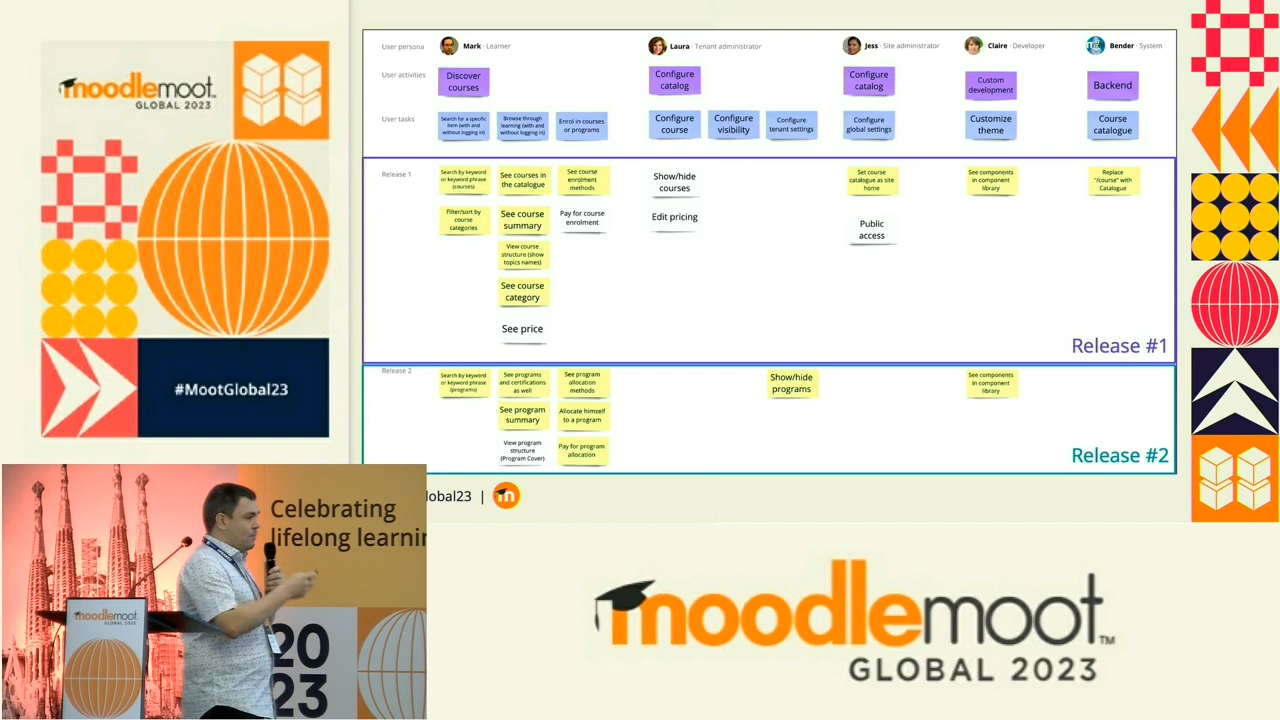 moodlemoot
GLOBAL 2023
#MootGlobal23
User persona
Mark · Learner
Laura · Tenant administrator
Jess · Site administrator
Claire · Developer
Bender · System
User activities
Discover
courses
Configure
catalog
Configure
catalog
Custom
development
Backend
User tasks
Search for a specific
item (with and
without logging in)
Browse through
learning (with and
without logging in)
Enrol in courses
or programs
Configure
course
Configure
visibility
Configure
tenant settings
Configure
global settings
Customize
theme
Course
catalogue
Release 1
Search by keyword
or keyword phrase
(courses)
See courses in
the catalogue
See course
enrolment
methods
Show/hide
courses
Set course
catalogue as site
home
See components
in component
library
Replace
"/course" with
Catalogue
Filter/sort by
course
categories
See course
summary
Pay for course
enrolment
Edit pricing
Public
access
View course
structure (show
topics names)
See course
category
See price
Release #1
Release 2
Search by keyword
or keyword phrase
(programs)
See programs
and certifications
as well
See program
allocation
methods
Show/hide
programs
See components
in component
library
See program
summary
Allocate himself
to a program
View program
structure
(Program Cover)
Pay for program
allocation
Release #2
lobal23 | m
Celebrating
lifelong learnin
moodlemoot
GLOBAL 2023
20
23
moodlemoot™
GLOBAL 2023